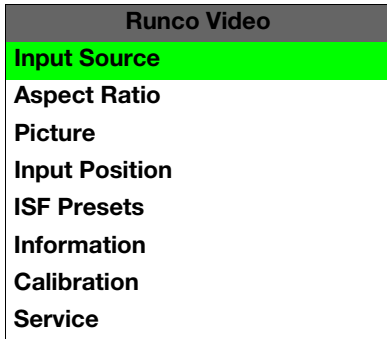 Runco Video
Input Source
Aspect Ratio
Picture
Input Position
ISF Presets
Information
Calibration
Service